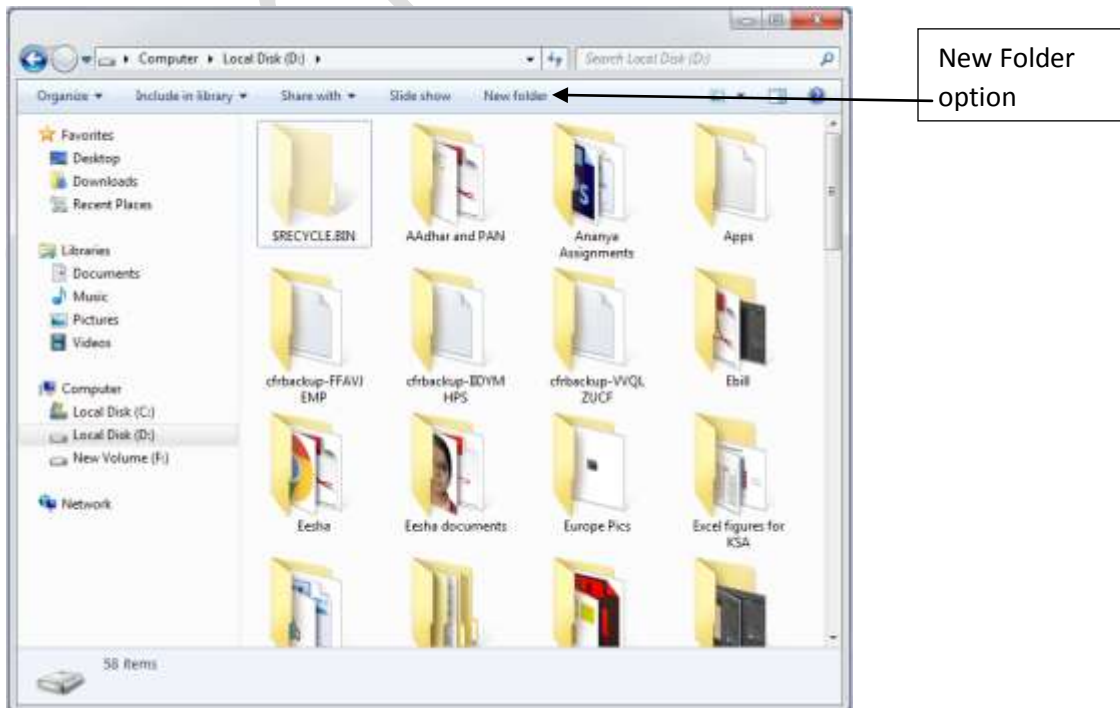 Computer ▸ Local Disk (D:) ▸
Search Local Disk (D:)
New Folder
option
Organize
Include in library
Share with
Slide show
New folder
Favorites
Desktop
Downloads
Recent Places
Libraries
Documents
Music
Pictures
Videos
Computer
Local Disk (C:)
Local Disk (D:)
New Volume (F:)
Network
$RECYCLE.BIN
AAdhar and PAN
Ananya
Assignments
Apps
cfrbackup-FFAVJ
EMP
cfrbackup-IIDYM
HPS
cfrbackup-VVQL
ZUCF
Ebill
Eesha
Eesha documents
Europe Pics
Excel figures for
KSA
58 items